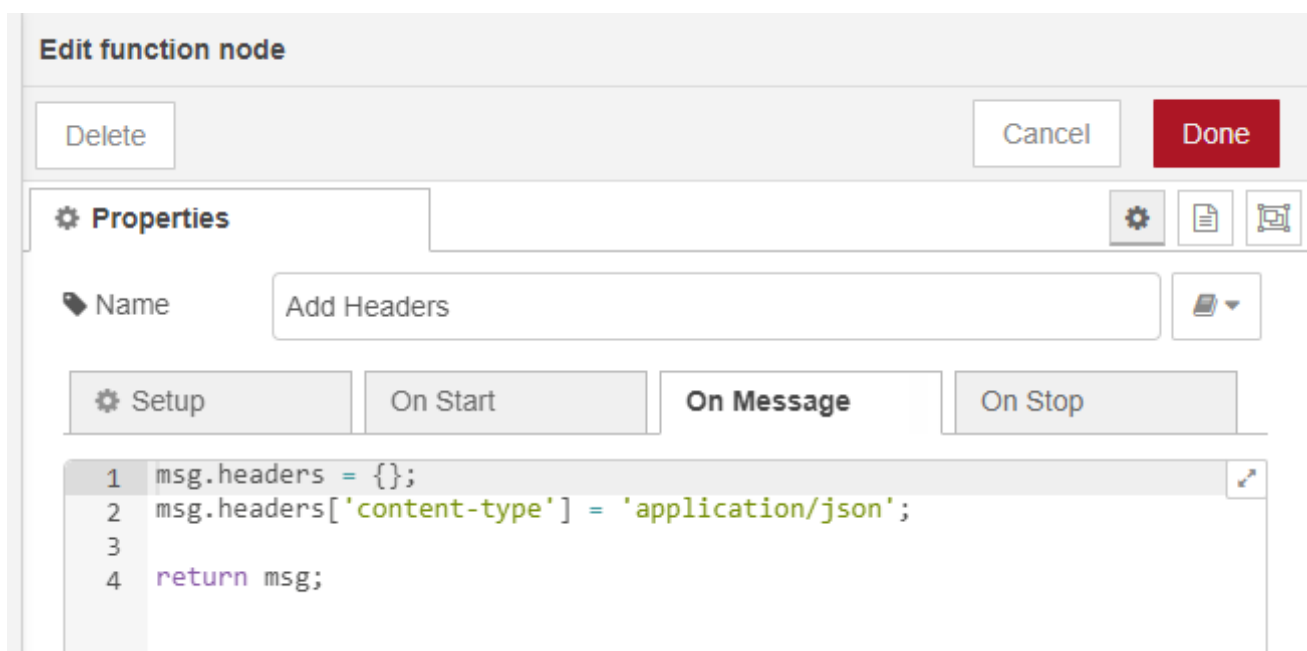 Edit function node
Delete Cancel Done
Properties
Name Add Headers
Setup On Start On Message On Stop
1 msg.headers = {};
2 msg.headers['content-type'] = 'application/json';
3
4 return msg;